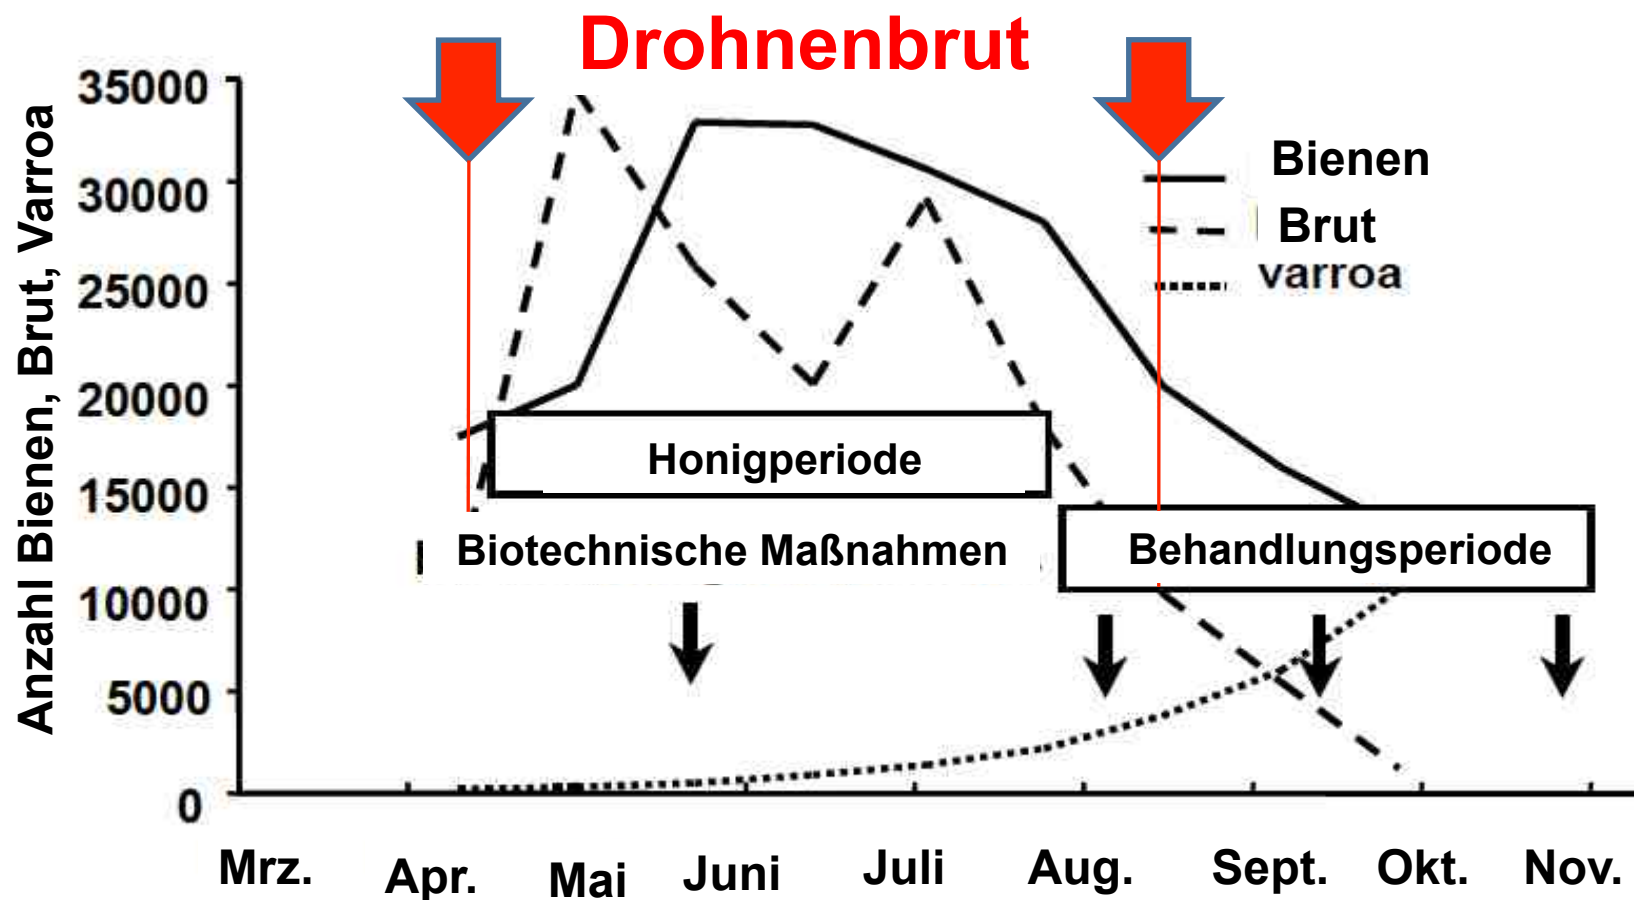 Drohnenbrut
Anzahl Bienen, Brut, Varroa
35000
30000
25000
20000
15000
10000
5000
0
Bienen
Brut
varroa
Honigperiode
Biotechnische Maßnahmen
Behandlungsperiode
Mrz. Apr. Mai Juni Juli Aug. Sept. Okt. Nov.